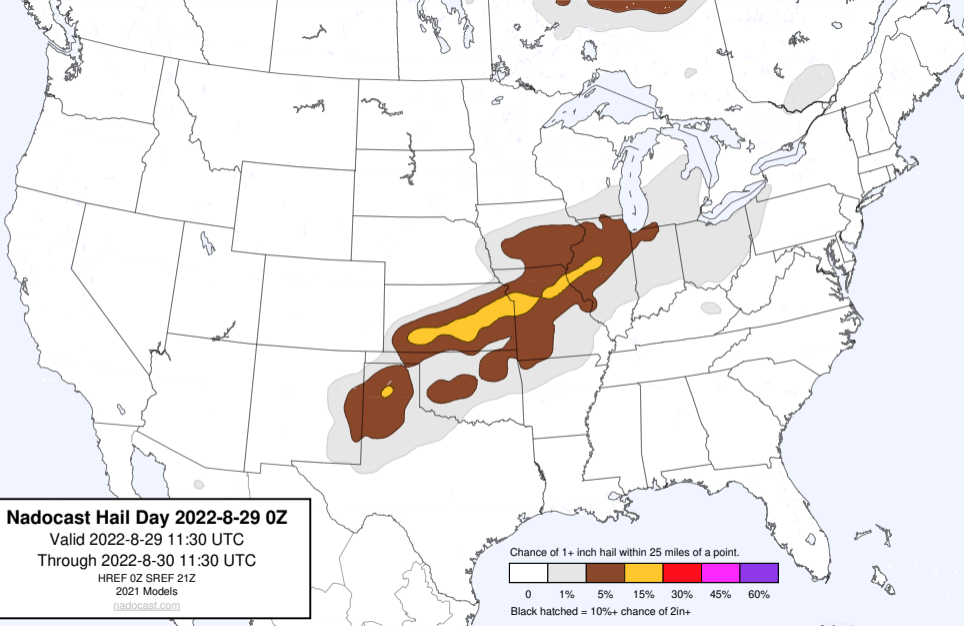 Nadocast Hail Day 2022-8-29 0Z
Valid 2022-8-29 11:30 UTC
Through 2022-8-30 11:30 UTC
HREF 0Z SREF 21Z
2021 Models
nadocast.com
Chance of 1+ inch hail within 25 miles of a point.
0 1% 5% 15% 30% 45% 60%
Black hatched = 10%+ chance of 2in+